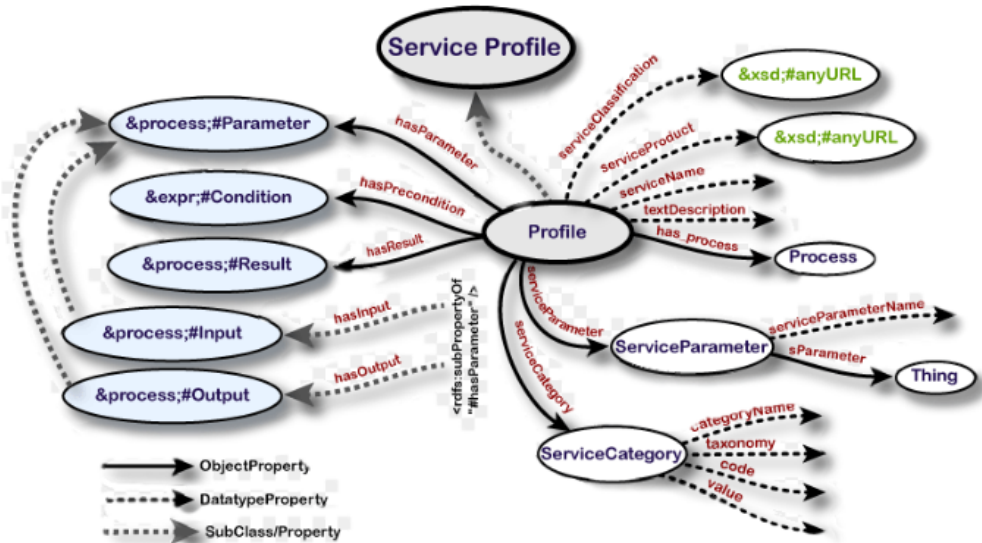 Service Profile
serviceClassification
&xsd;#anyURL
&process;#Parameter
hasParameter
serviceProduct
&xsd;#anyURL
&expr;#Condition
hasPrecondition
serviceName
textDescription
Profile
has_process
Process
&process;#Result
hasResult
&process;#Input
hasInput
<rdfs:subPropertyOf
"#hasParameter"/>
serviceParameter
serviceCategory
ServiceParameter
serviceParameterName
sParameter
Thing
&process;#Output
hasOutput
ServiceCategory
categoryName
taxonomy
code
value
ObjectProperty
DatatypeProperty
SubClass/Property